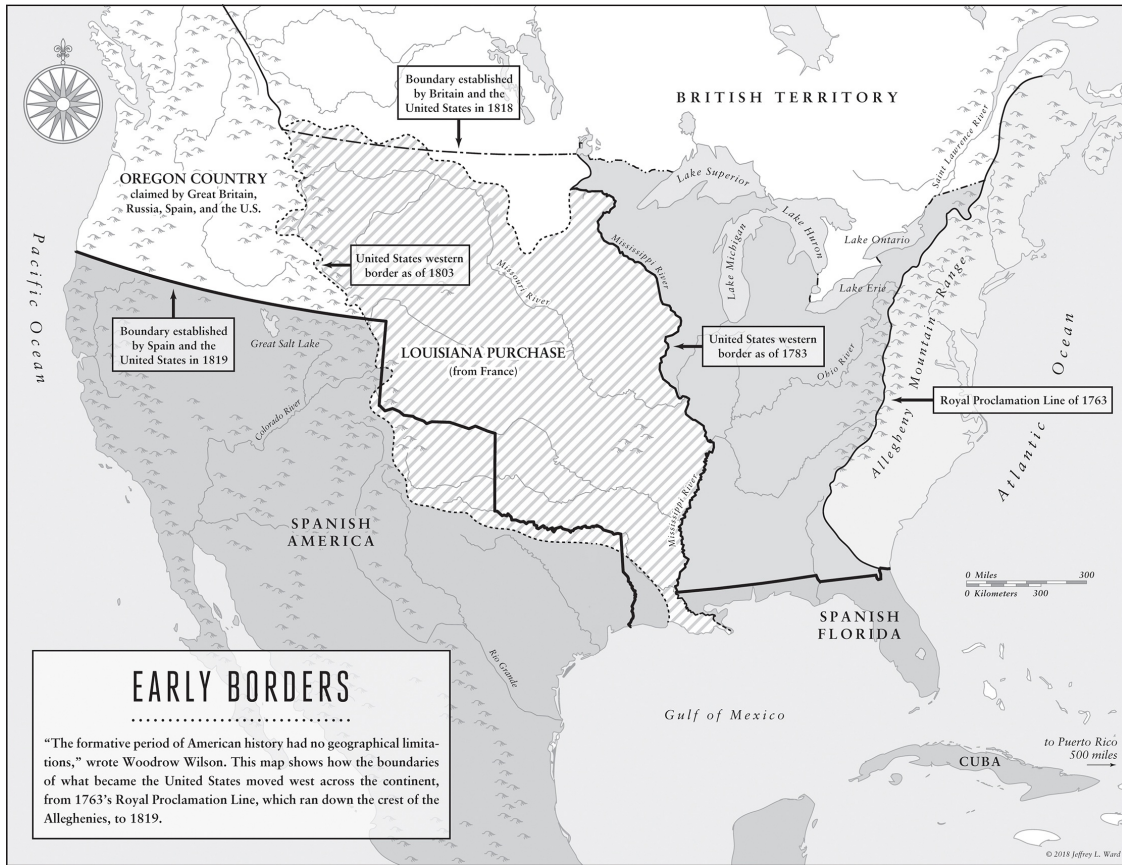 Boundary established
by Britain and the
United States in 1818
BRITISH TERRITORY
Saint Lawrence River
Lake Superior
OREGON COUNTRY
claimed by Great Britain,
Russia, Spain, and the U.S.
Lake Huron
Lake Michigan
Lake Ontario
Lake Erie
Pacific Ocean
United States western
border as of 1803
Missouri River
Mississippi River
Boundary established
by Spain and the
United States in 1819
Great Salt Lake
LOUISIANA PURCHASE
(from France)
United States western
border as of 1783
Ohio River
Allegheny Mountain Range
Royal Proclamation Line of 1763
Atlantic Ocean
Colorado River
Mississippi River
SPANISH
AMERICA
0 Miles 300
0 Kilometers 300
SPANISH
FLORIDA
Rio Grande
Gulf of Mexico
to Puerto Rico
500 miles
CUBA
EARLY BORDERS
“The formative period of American history had no geographical limita-
tions,” wrote Woodrow Wilson. This map shows how the boundaries
of what became the United States moved west across the continent,
from 1763’s Royal Proclamation Line, which ran down the crest of the
Alleghenies, to 1819.
© 2018 Jeffrey L. Ward